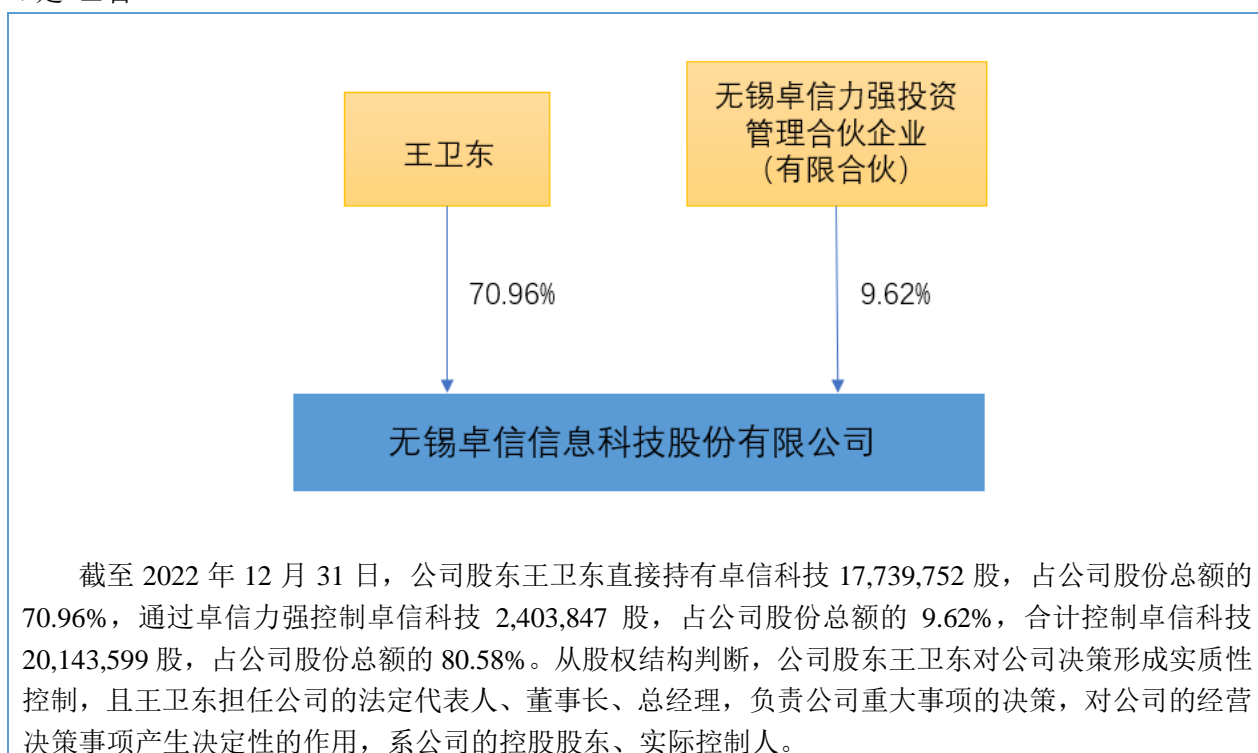 王卫东
无锡卓信力强投资
管理合伙企业
（有限合伙）
70.96%
9.62%
无锡卓信信息科技股份有限公司
截至 2022 年 12 月 31 日，公司股东王卫东直接持有卓信科技 17,739,752 股，占公司股份总额的
70.96%，通过卓信力强控制卓信科技 2,403,847 股，占公司股份总额的 9.62%，合计控制卓信科技
20,143,599 股，占公司股份总额的 80.58%。从股权结构判断，公司股东王卫东对公司决策形成实质性
控制，且王卫东担任公司的法定代表人、董事长、总经理，负责公司重大事项的决策，对公司的经营
决策事项产生决定性的作用，系公司的控股股东、实际控制人。